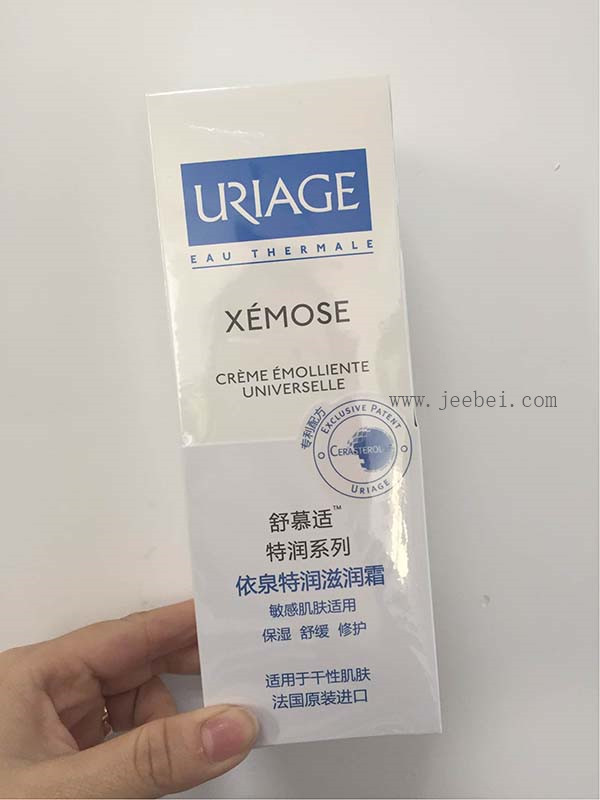 URIAGE
EAU THERMALE
XÉMOSE
CRÈME ÉMOLLIENTE
UNIVERSELLE
www.jeebei.com
专利配方
EXCLUSIVE PATENT
CERASTEROL
URIAGE
舒慕适™
特润系列
依泉特润滋润霜
敏感肌肤适用
保湿 舒缓 修护
适用于干性肌肤
法国原装进口